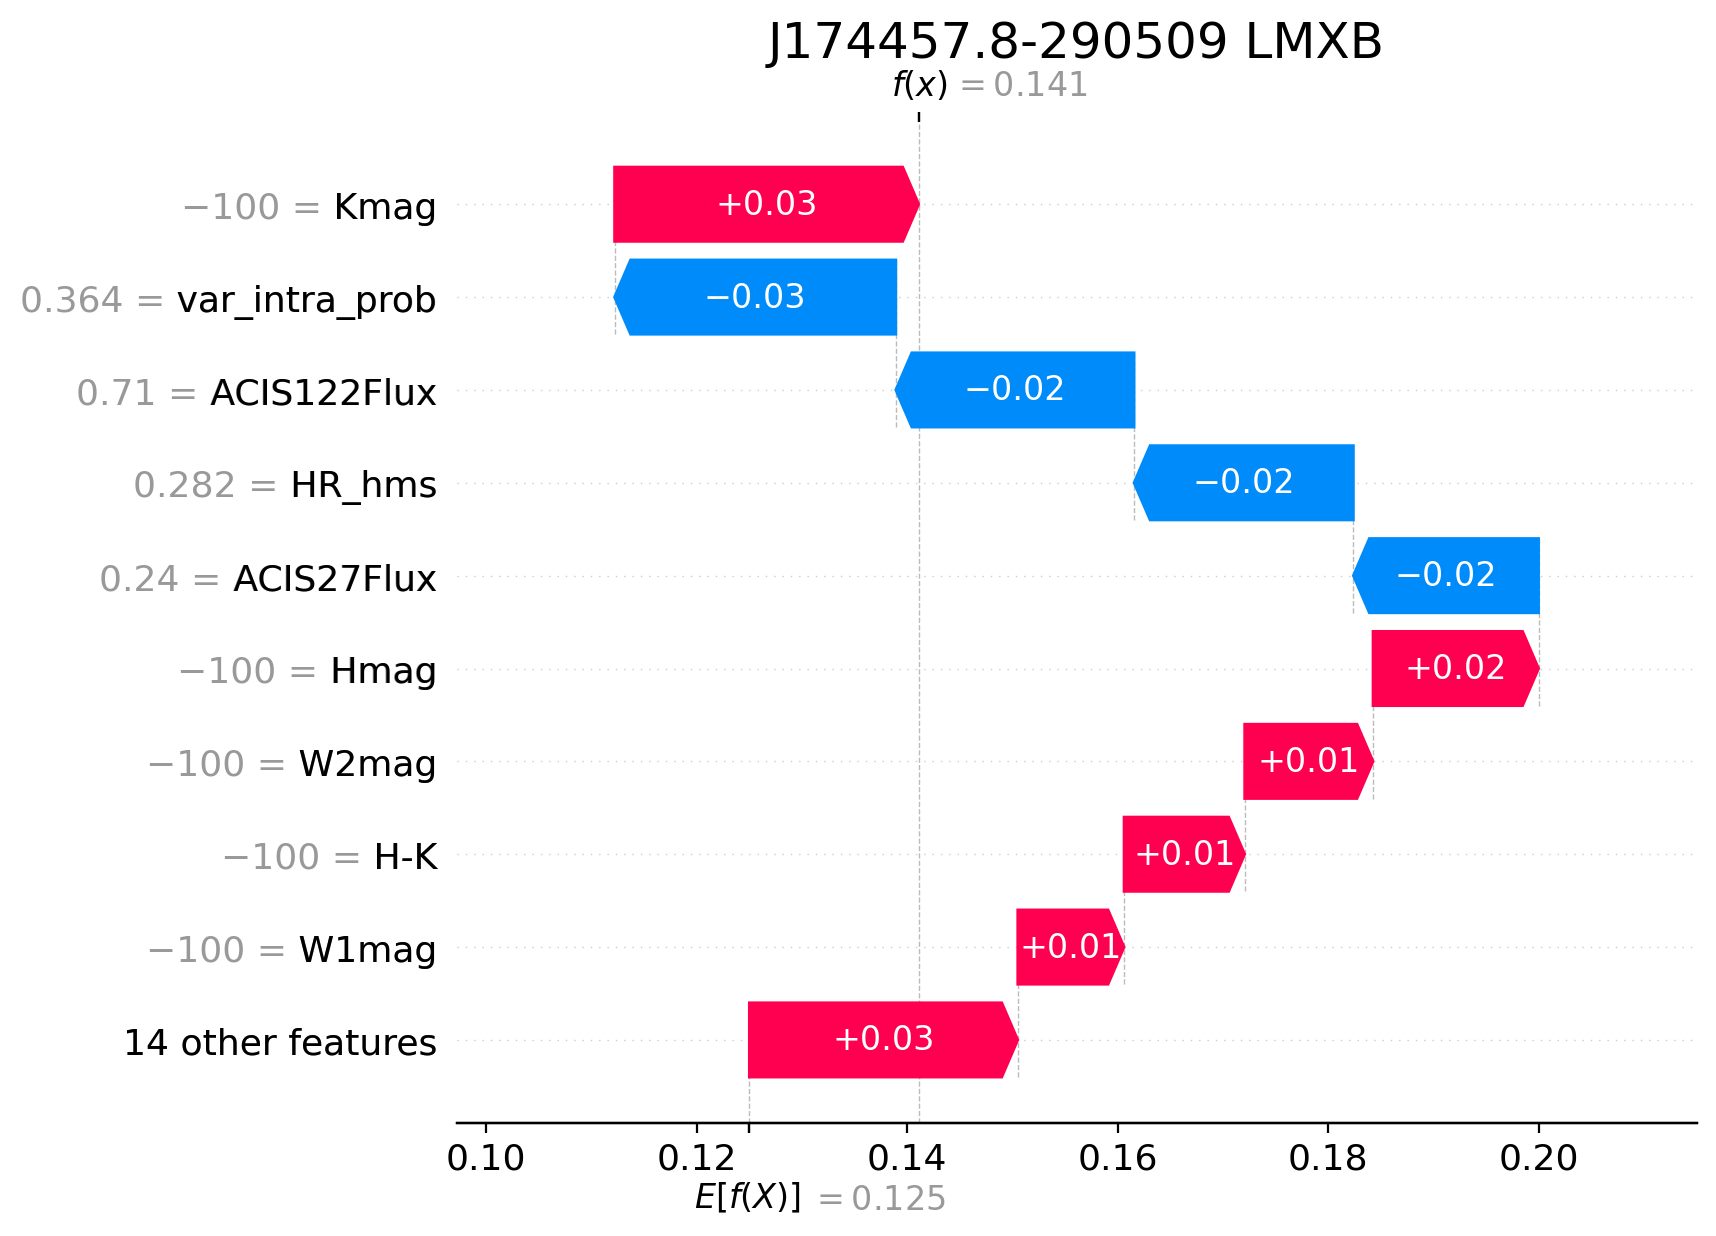 J174457.8-290509 LMXB
f(x) = 0.141
−100 = Kmag +0.03
0.364 = var_intra_prob −0.03
0.71 = ACIS122Flux −0.02
0.282 = HR_hms −0.02
0.24 = ACIS27Flux −0.02
−100 = Hmag +0.02
−100 = W2mag +0.01
−100 = H-K +0.01
−100 = W1mag +0.01
14 other features +0.03
0.10 0.12 0.14 0.16 0.18 0.20
E[f(X)] = 0.125